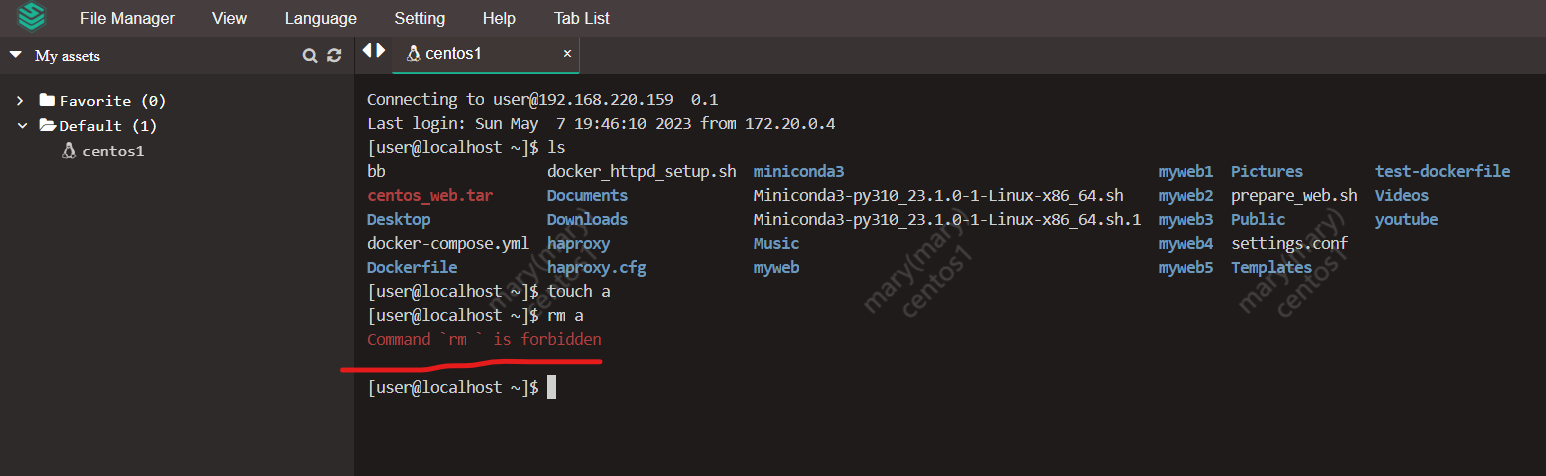 File Manager View Language Setting Help Tab List
My assets
centos1 ×
Favorite (0)
Default (1)
centos1
Connecting to user@192.168.220.159  0.1
Last login: Sun May  7 19:46:10 2023 from 172.20.0.4
[user@localhost ~]$ ls
bb docker_httpd_setup.sh miniconda3 myweb1 Pictures test-dockerfile
centos_web.tar Documents Miniconda3-py310_23.1.0-1-Linux-x86_64.sh myweb2 prepare_web.sh Videos
Desktop Downloads Miniconda3-py310_23.1.0-1-Linux-x86_64.sh.1 myweb3 Public youtube
docker-compose.yml haproxy Music myweb4 settings.conf
Dockerfile haproxy.cfg myweb myweb5 Templates
[user@localhost ~]$ touch a
[user@localhost ~]$ rm a
Command `rm ` is forbidden
[user@localhost ~]$
mary(mary)
centos1
mary(mary)
centos1
mary(mary)
centos1